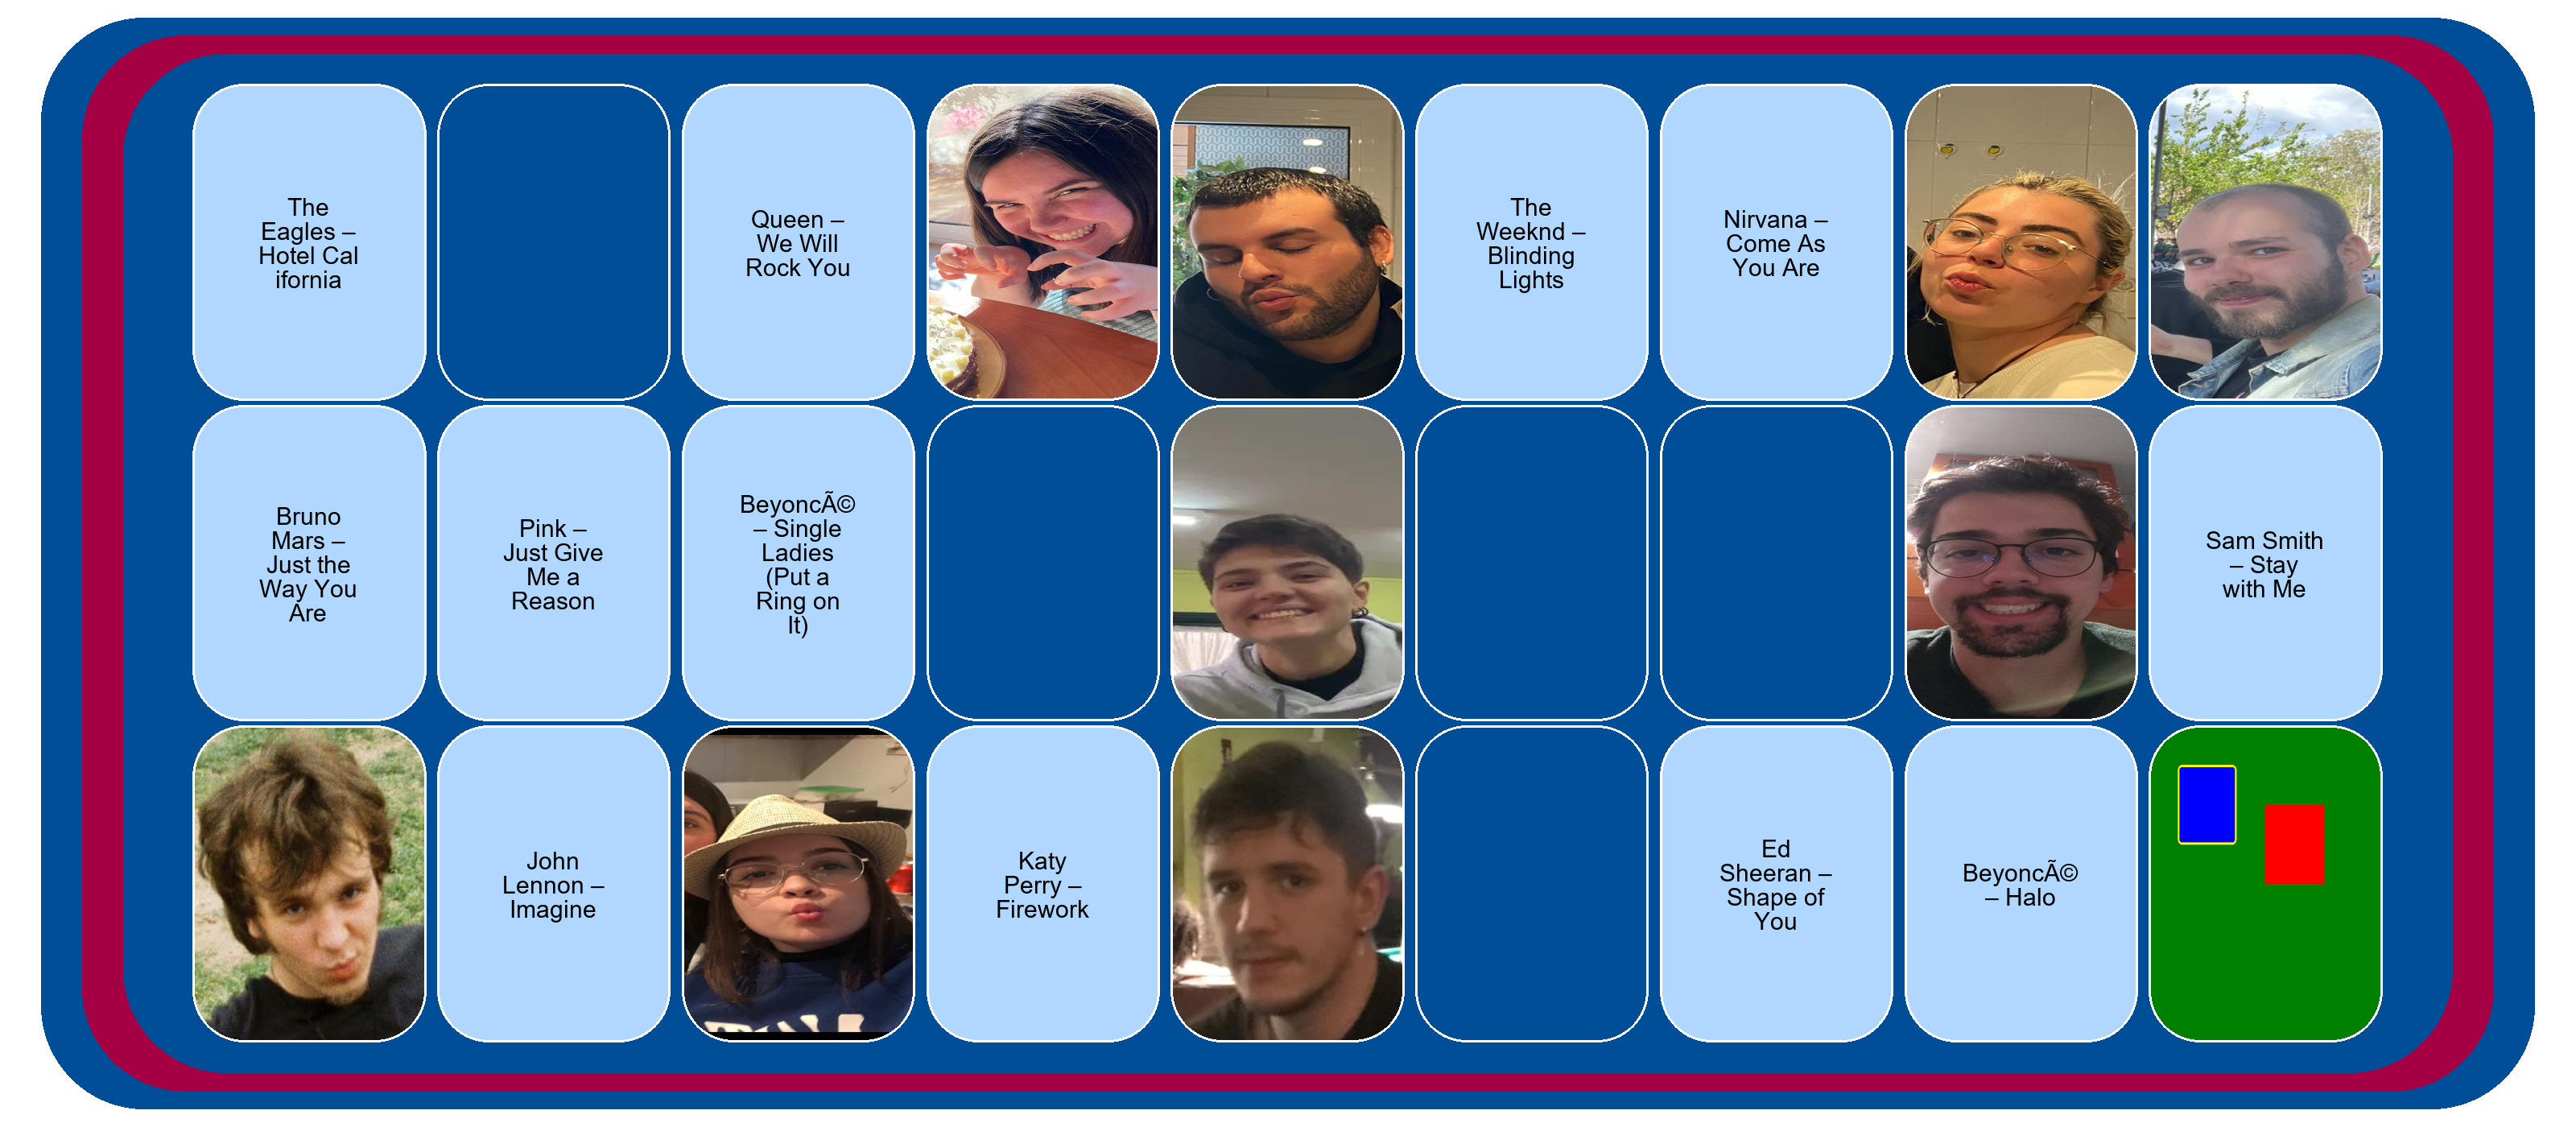 The
Eagles –
Hotel Cal
ifornia
Queen –
We Will
Rock You
The
Weeknd –
Blinding
Lights
Nirvana –
Come As
You Are
Bruno
Mars –
Just the
Way You
Are
Pink –
Just Give
Me a
Reason
BeyoncÃ©
– Single
Ladies
(Put a
Ring on
It)
Sam Smith
– Stay
with Me
John
Lennon –
Imagine
Katy
Perry –
Firework
Ed
Sheeran –
Shape of
You
BeyoncÃ©
– Halo